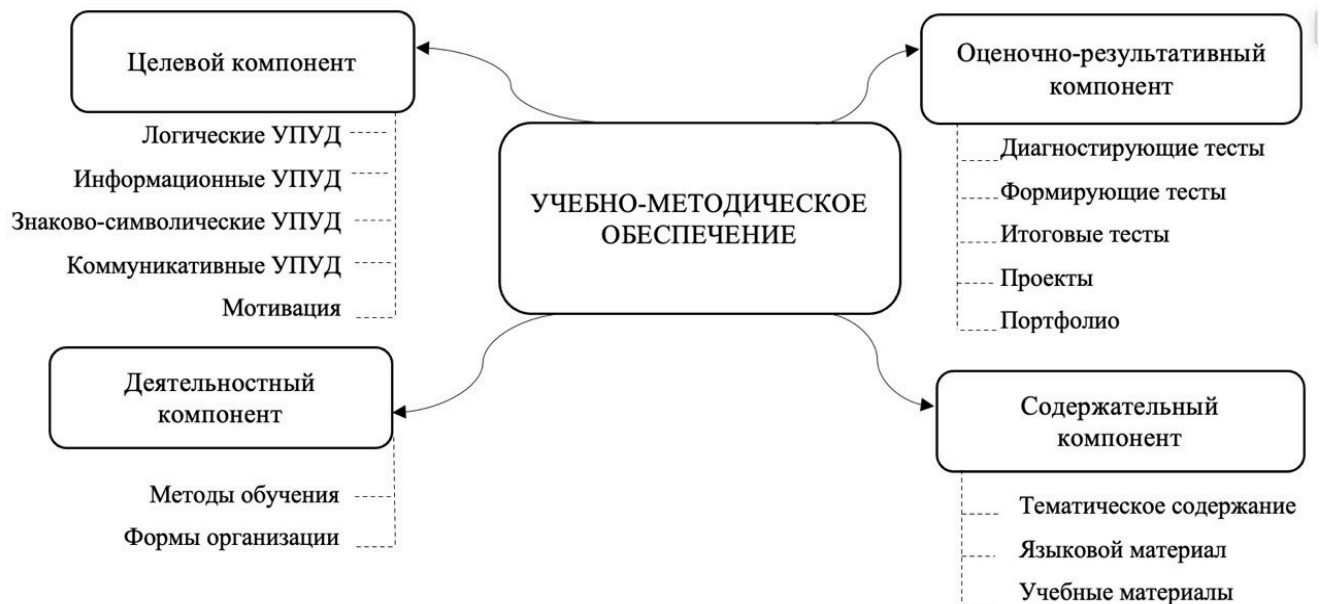 Целевой компонент
Логические УПУД
Информационные УПУД
Знаково-символические УПУД
Коммуникативные УПУД
Мотивация
Оценочно-результативный
компонент
Диагностирующие тесты
Формирующие тесты
Итоговые тесты
Проекты
Портфолио
УЧЕБНО-МЕТОДИЧЕСКОЕ
ОБЕСПЕЧЕНИЕ
Деятельностный
компонент
Методы обучения
Формы организации
Содержательный
компонент
Тематическое содержание
Языковой материал
Учебные материалы